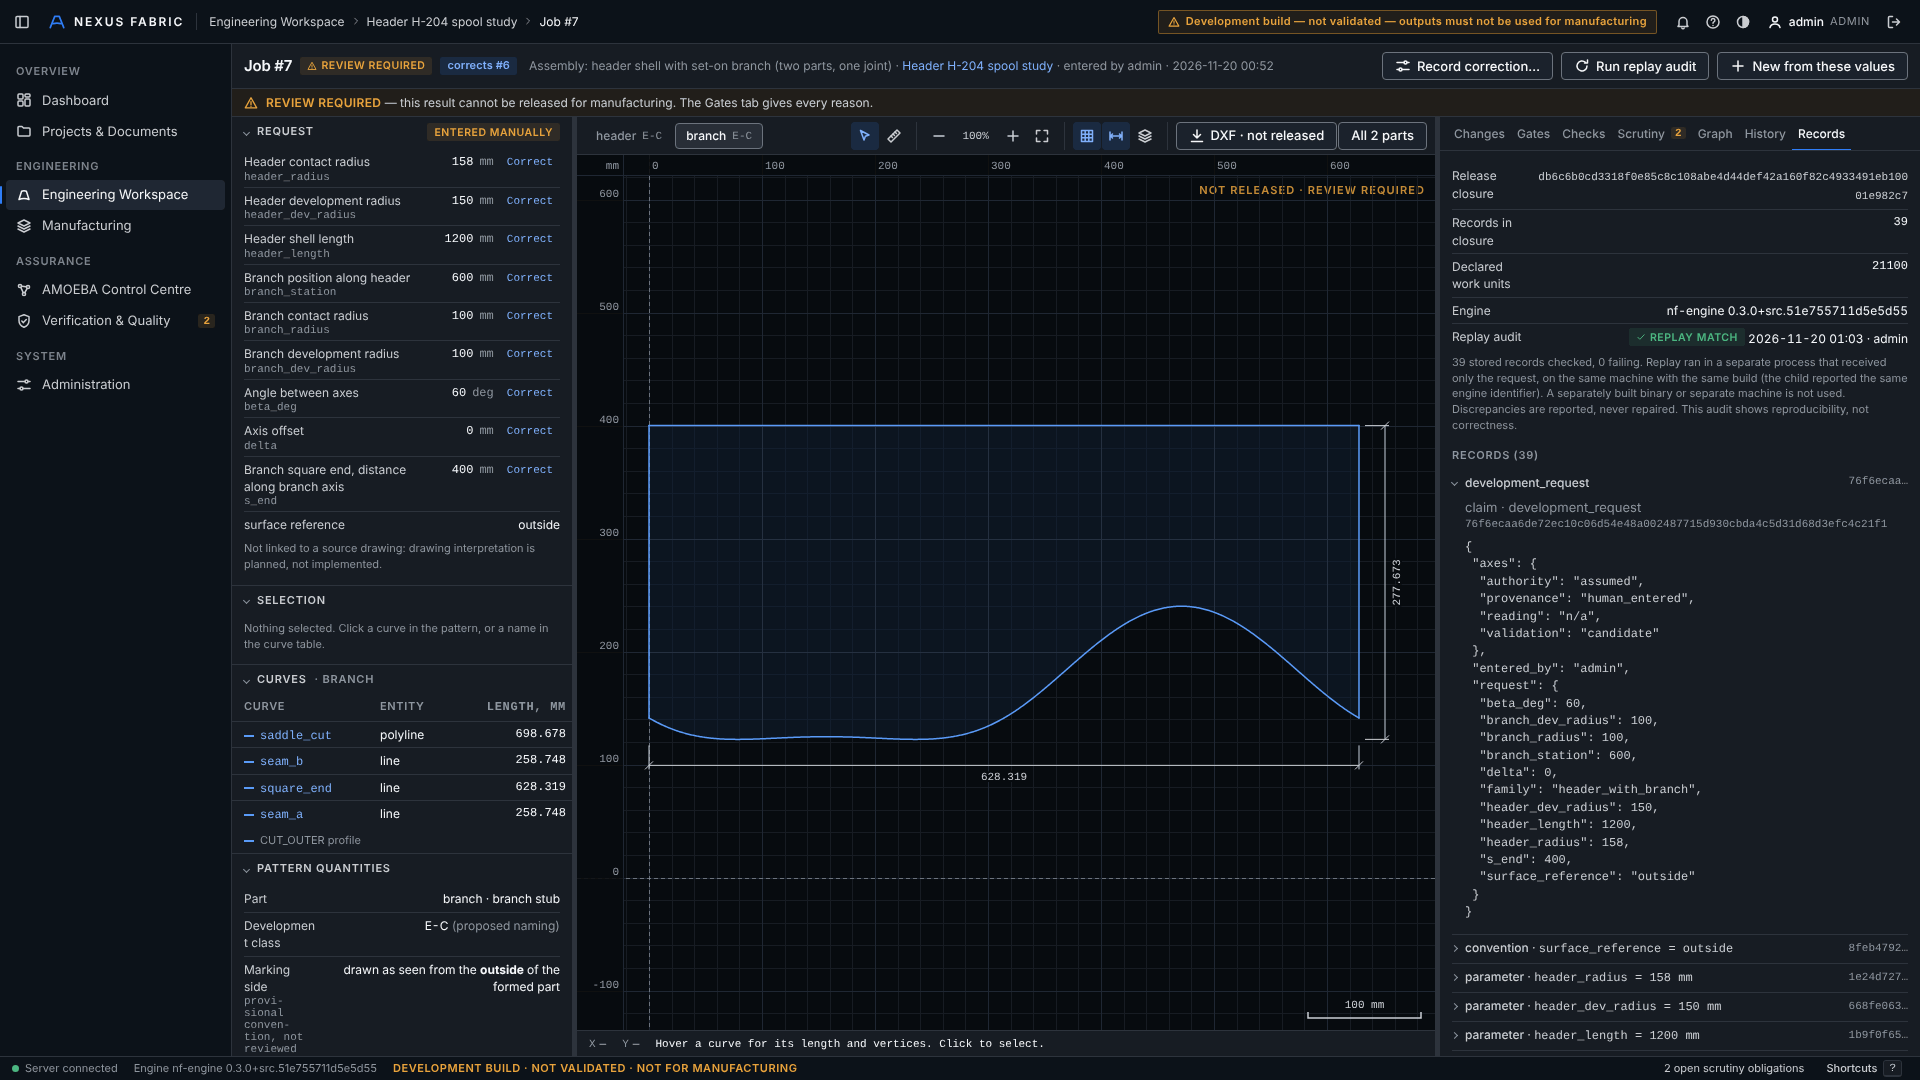 NEXUS FABRIC
Engineering Workspace
Header H-204 spool study
Job #7
Development build — not validated — outputs must not be used for manufacturing
admin ADMIN
OVERVIEW
Dashboard
Projects & Documents
ENGINEERING
Engineering Workspace
Manufacturing
ASSURANCE
AMOEBA Control Centre
Verification & Quality 2
SYSTEM
Administration
Job #7 REVIEW REQUIRED corrects #6 Assembly: header shell with set-on branch (two parts, one joint) · Header H-204 spool study · entered by admin · 2026-11-20 00:52
Record correction...
Run replay audit
New from these values
REVIEW REQUIRED — this result cannot be released for manufacturing. The Gates tab gives every reason.
REQUEST ENTERED MANUALLY
Header contact radius 158 mm Correct
header_radius
Header development radius 150 mm Correct
header_dev_radius
Header shell length 1200 mm Correct
header_length
Branch position along header 600 mm Correct
branch_station
Branch contact radius 100 mm Correct
branch_radius
Branch development radius 100 mm Correct
branch_dev_radius
Angle between axes 60 deg Correct
beta_deg
Axis offset 0 mm Correct
delta
Branch square end, distance 400 mm Correct
along branch axis
s_end
surface reference outside
Not linked to a source drawing: drawing interpretation is
planned, not implemented.
SELECTION
Nothing selected. Click a curve in the pattern, or a name in
the curve table.
CURVES · BRANCH
CURVE ENTITY LENGTH, MM
saddle_cut polyline 698.678
seam_b line 258.748
square_end line 628.319
seam_a line 258.748
CUT_OUTER profile
PATTERN QUANTITIES
Part branch · branch stub
Developmen E-C (proposed naming)
t class
Marking drawn as seen from the outside of the
side formed part
provi-
sional
conven-
tion, not
reviewed
header E-C
branch E-C
100%
DXF · not released
All 2 parts
mm 0 100 200 300 400 500 600
NOT RELEASED · REVIEW REQUIRED
600
500
400
300
200
100
0
-100
277.673
628.319
100 mm
X — Y — Hover a curve for its length and vertices. Click to select.
Changes Gates Checks Scrutiny 2 Graph History Records
Release db6c6b0cd3318f0e85c8c108abe4d44def42a160f82c4933491eb100
closure 01e982c7
Records in 39
closure
Declared 21100
work units
Engine nf-engine 0.3.0+src.51e755711d5e5d55
Replay audit REPLAY MATCH 2026-11-20 01:03 · admin
39 stored records checked, 0 failing. Replay ran in a separate process that received
only the request, on the same machine with the same build (the child reported the same
engine identifier). A separately built binary or separate machine is not used.
Discrepancies are reported, never repaired. This audit shows reproducibility, not
correctness.
RECORDS (39)
development_request 76f6ecaa…
claim · development_request
76f6ecaa6de72ec10c06d54e48a002487715d930cbda4c5d31d68d3efc4c21f1
{
"axes": {
"authority": "assumed",
"provenance": "human_entered",
"reading": "n/a",
"validation": "candidate"
},
"entered_by": "admin",
"request": {
"beta_deg": 60,
"branch_dev_radius": 100,
"branch_radius": 100,
"branch_station": 600,
"delta": 0,
"family": "header_with_branch",
"header_dev_radius": 150,
"header_length": 1200,
"header_radius": 158,
"s_end": 400,
"surface_reference": "outside"
}
}
convention · surface_reference = outside 8feb4792…
parameter · header_radius = 158 mm 1e24d727…
parameter · header_dev_radius = 150 mm 668fe063…
parameter · header_length = 1200 mm 1b9f0f65…
Server connected Engine nf-engine 0.3.0+src.51e755711d5e5d55 DEVELOPMENT BUILD · NOT VALIDATED · NOT FOR MANUFACTURING
2 open scrutiny obligations Shortcuts ?